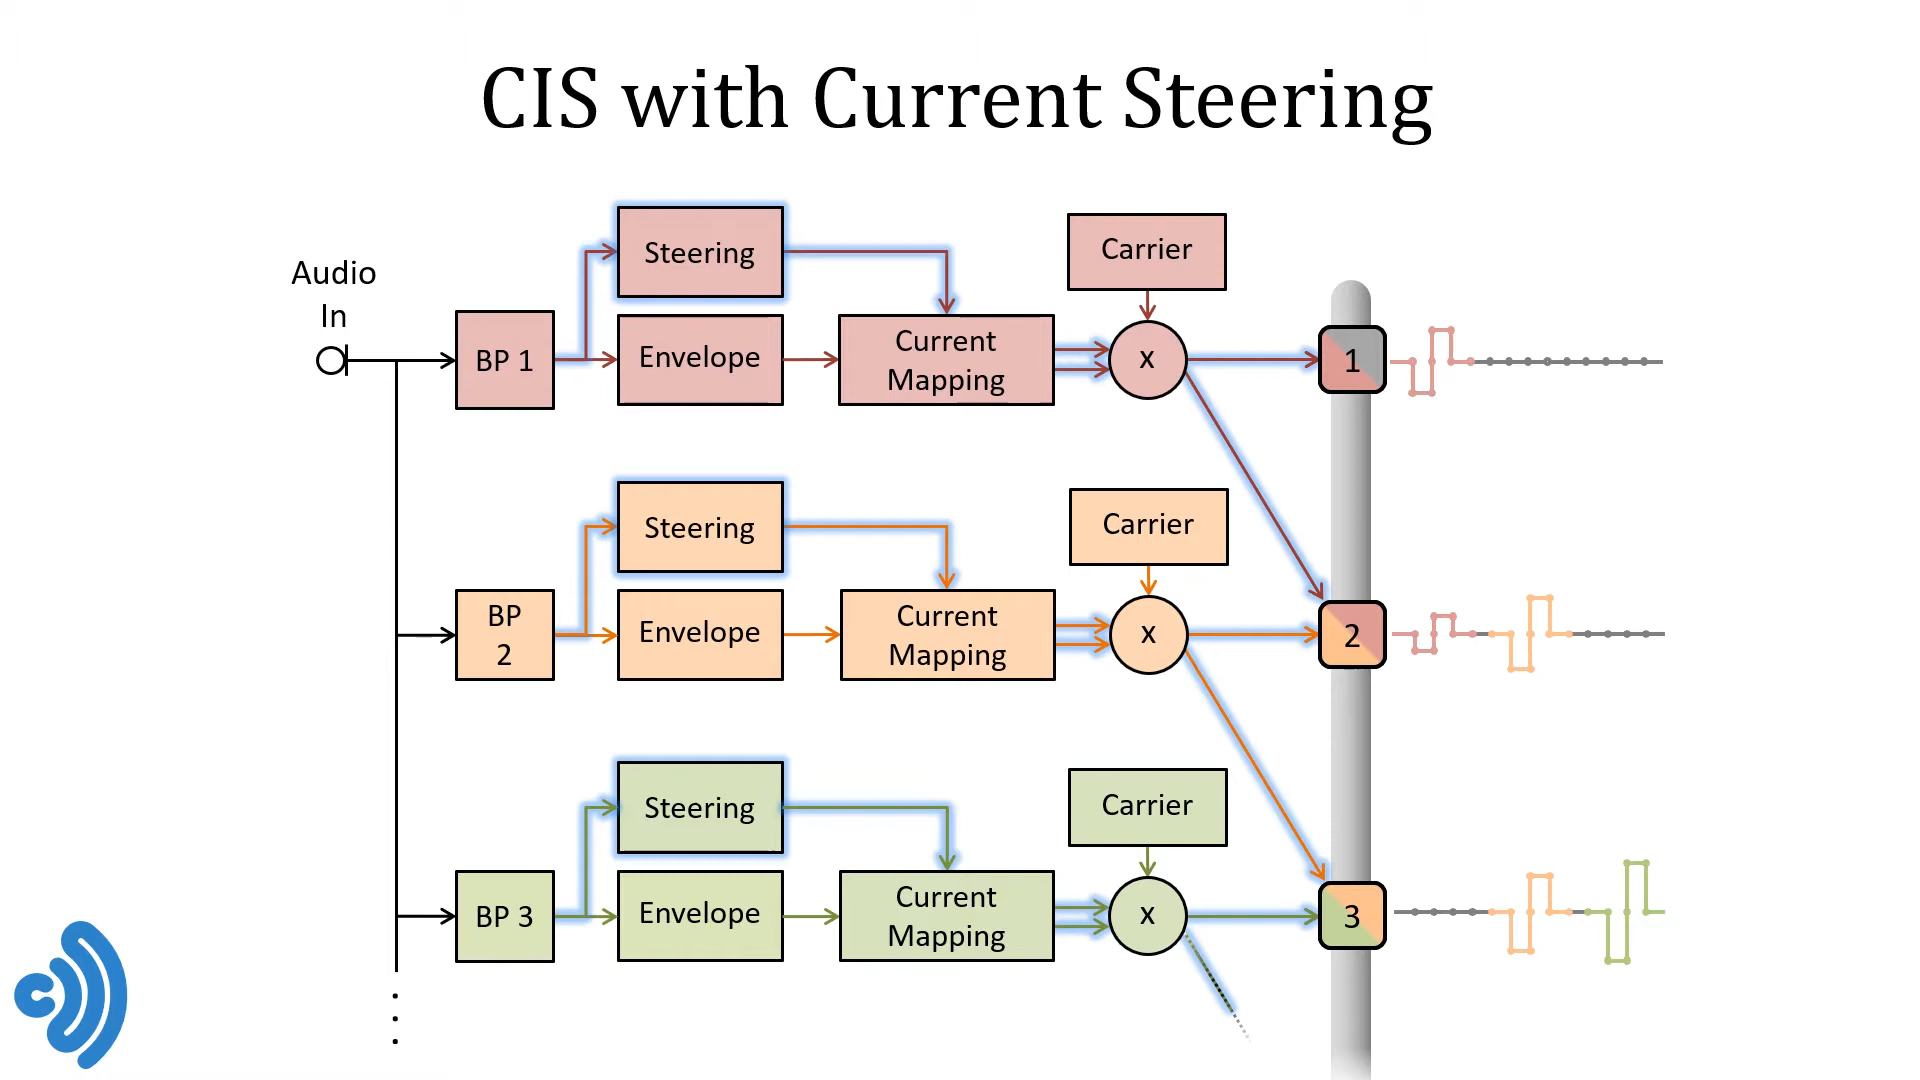 CIS with Current Steering
Audio
In
BP 1
Steering
Envelope
Current
Mapping
Carrier
x
1
BP
2
Steering
Envelope
Current
Mapping
Carrier
x
2
BP 3
Steering
Envelope
Current
Mapping
Carrier
x
3